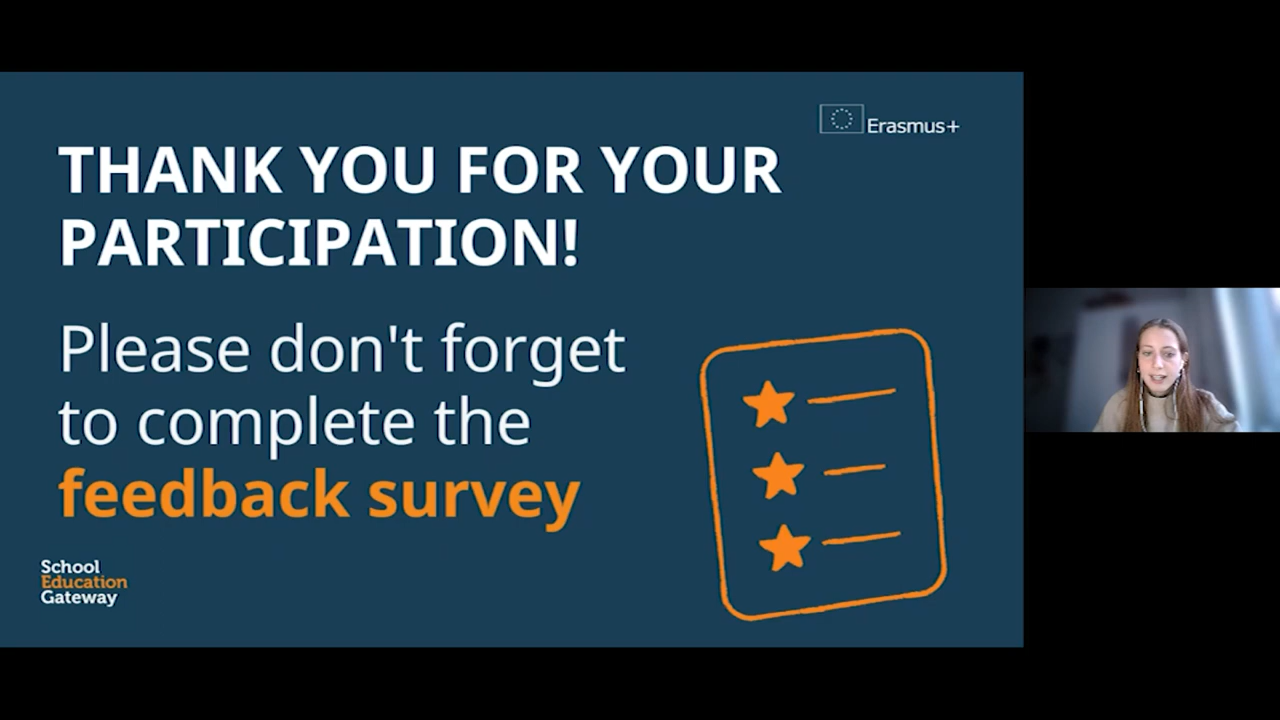 Erasmus+
THANK YOU FOR YOUR
PARTICIPATION!
Please don't forget
to complete the
feedback survey
School
Education
Gateway